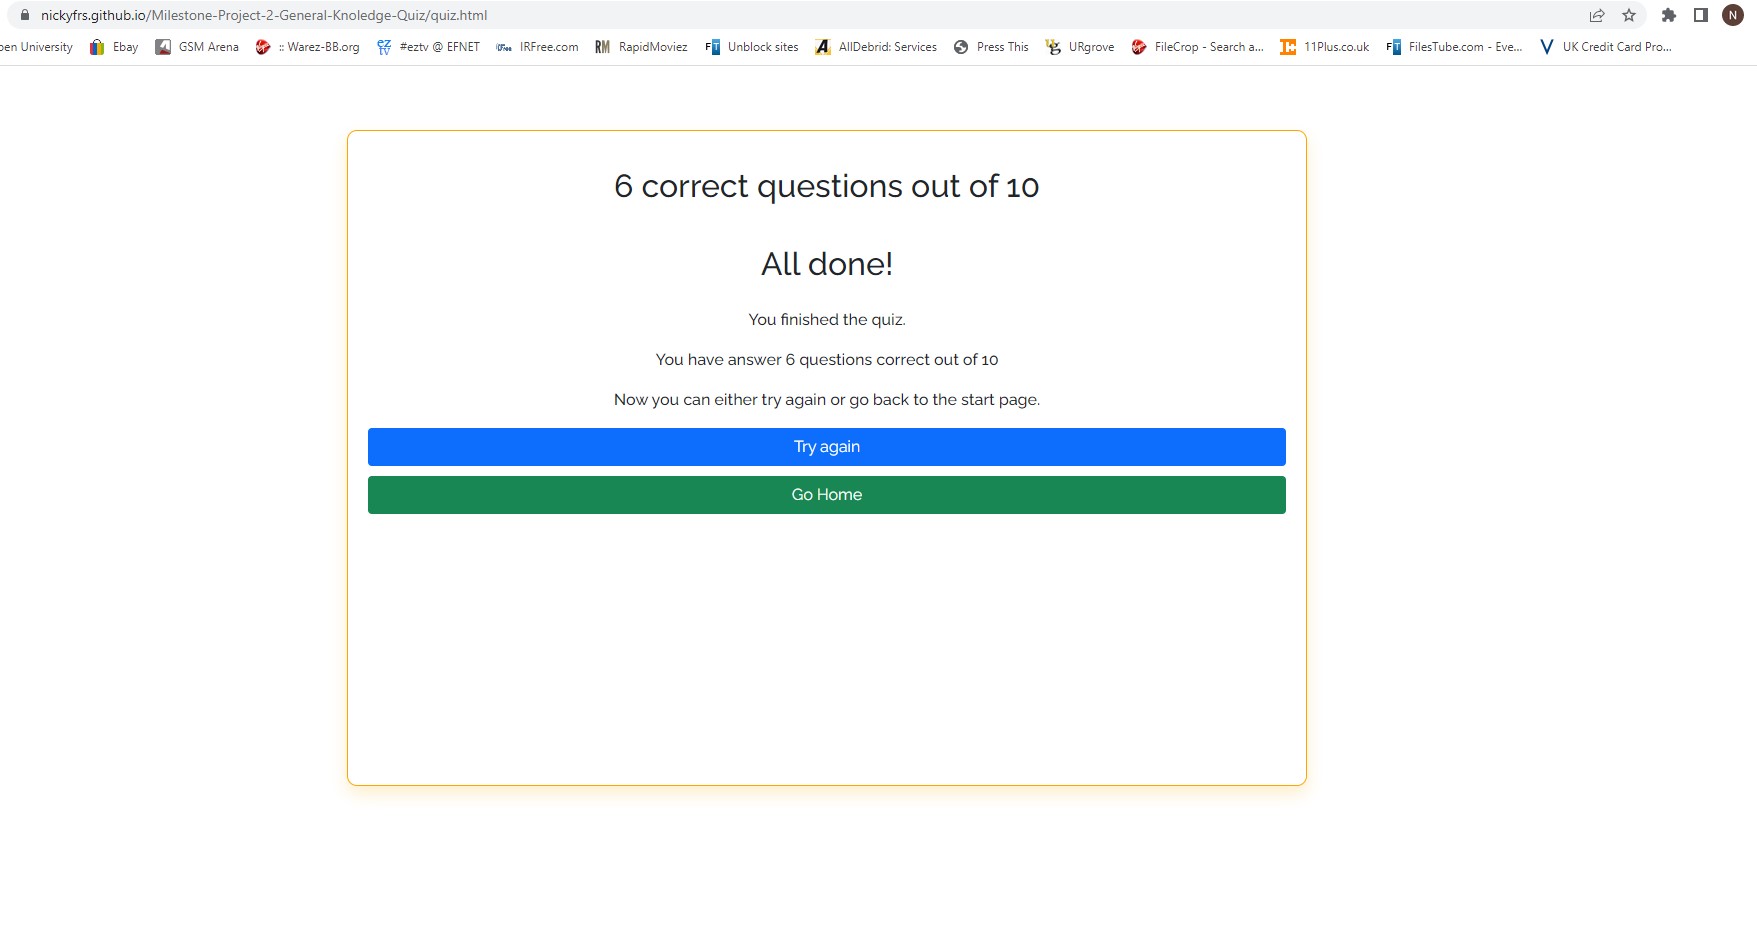 nickyfrs.github.io/Milestone-Project-2-General-Knoledge-Quiz/quiz.html
N
pen University Ebay GSM Arena :: Warez-BB.org #eztv @ EFNET IRFree.com RapidMoviez Unblock sites AllDebrid: Services Press This URgrove FileCrop - Search a... 11Plus.co.uk FilesTube.com - Eve... UK Credit Card Pro...
6 correct questions out of 10
All done!
You finished the quiz.
You have answer 6 questions correct out of 10
Now you can either try again or go back to the start page.
Try again
Go Home